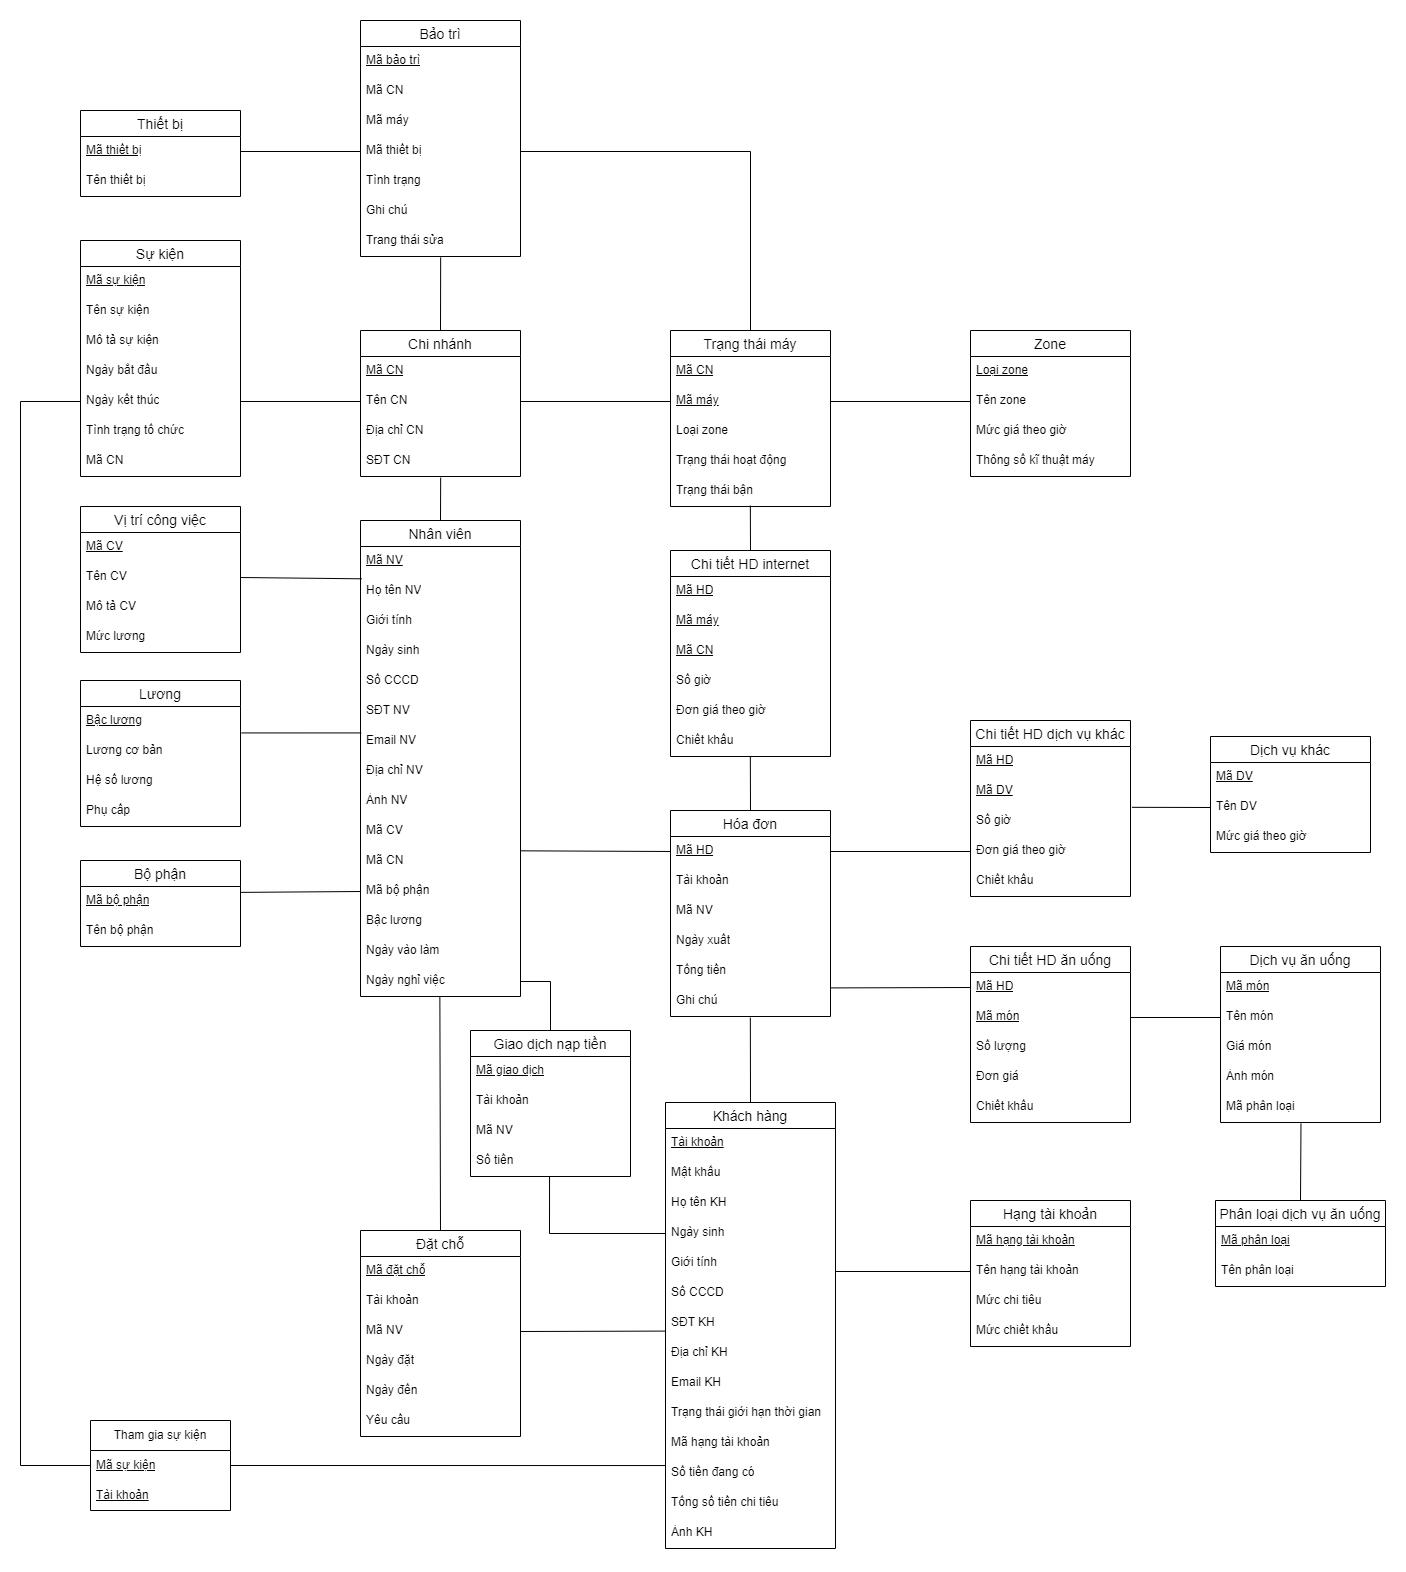 Bảo trì
Mã bảo trì
Mã CN
Mã máy
Mã thiết bị
Tình trạng
Ghi chú
Trang thái sửa
Thiết bị
Mã thiết bị
Tên thiết bị
Sự kiện
Mã sự kiện
Tên sự kiện
Mô tả sự kiện
Ngày bắt đầu
Ngày kết thúc
Tình trạng tổ chức
Mã CN
Chi nhánh
Mã CN
Tên CN
Địa chỉ CN
SĐT CN
Trạng thái máy
Mã CN
Mã máy
Loại zone
Trạng thái hoạt động
Trạng thái bận
Zone
Loại zone
Tên zone
Mức giá theo giờ
Thông số kĩ thuật máy
Vị trí công việc
Mã CV
Tên CV
Mô tả CV
Mức lương
Nhân viên
Mã NV
Họ tên NV
Giới tính
Ngày sinh
Số CCCD
SĐT NV
Email NV
Địa chỉ NV
Ảnh NV
Mã CV
Mã CN
Mã bộ phận
Bậc lương
Ngày vào làm
Ngày nghỉ việc
Chi tiết HD internet
Mã HD
Mã máy
Mã CN
Số giờ
Đơn giá theo giờ
Chiết khấu
Lương
Bậc lương
Lương cơ bản
Hệ số lương
Phụ cấp
Chi tiết HD dịch vụ khác
Mã HD
Mã DV
Số giờ
Đơn giá theo giờ
Chiết khấu
Dịch vụ khác
Mã DV
Tên DV
Mức giá theo giờ
Hóa đơn
Mã HD
Tài khoản
Mã NV
Ngày xuất
Tổng tiền
Ghi chú
Bộ phận
Mã bộ phận
Tên bộ phận
Chi tiết HD ăn uống
Mã HD
Mã món
Số lượng
Đơn giá
Chiết khấu
Dịch vụ ăn uống
Mã món
Tên món
Giá món
Ảnh món
Mã phân loại
Giao dịch nạp tiền
Mã giao dịch
Tài khoản
Mã NV
Số tiền
Khách hàng
Tài khoản
Mật khẩu
Họ tên KH
Ngày sinh
Giới tính
Số CCCD
SĐT KH
Địa chỉ KH
Email KH
Trạng thái giới hạn thời gian
Mã hạng tài khoản
Số tiền đang có
Tổng số tiền chi tiêu
Ảnh KH
Hạng tài khoản
Mã hạng tài khoản
Tên hạng tài khoản
Mức chi tiêu
Mức chiết khấu
Phân loại dịch vụ ăn uống
Mã phân loại
Tên phân loại
Đặt chỗ
Mã đặt chỗ
Tài khoản
Mã NV
Ngày đặt
Ngày đến
Yêu cầu
Tham gia sự kiện
Mã sự kiện
Tài khoản